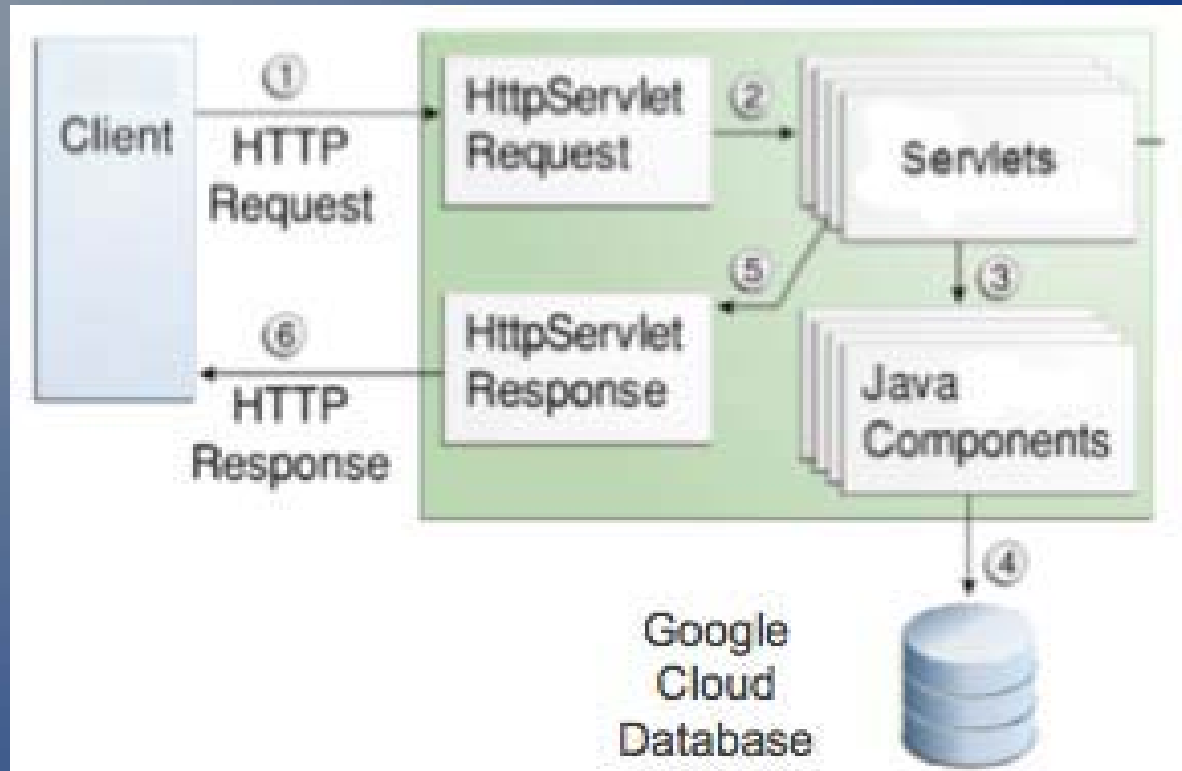 Client
①
HTTP
Request
HttpServlet
Request
②
Servlets
③
Java
Components
④
Google
Cloud
Database
⑤
HttpServlet
Response
⑥
HTTP
Response